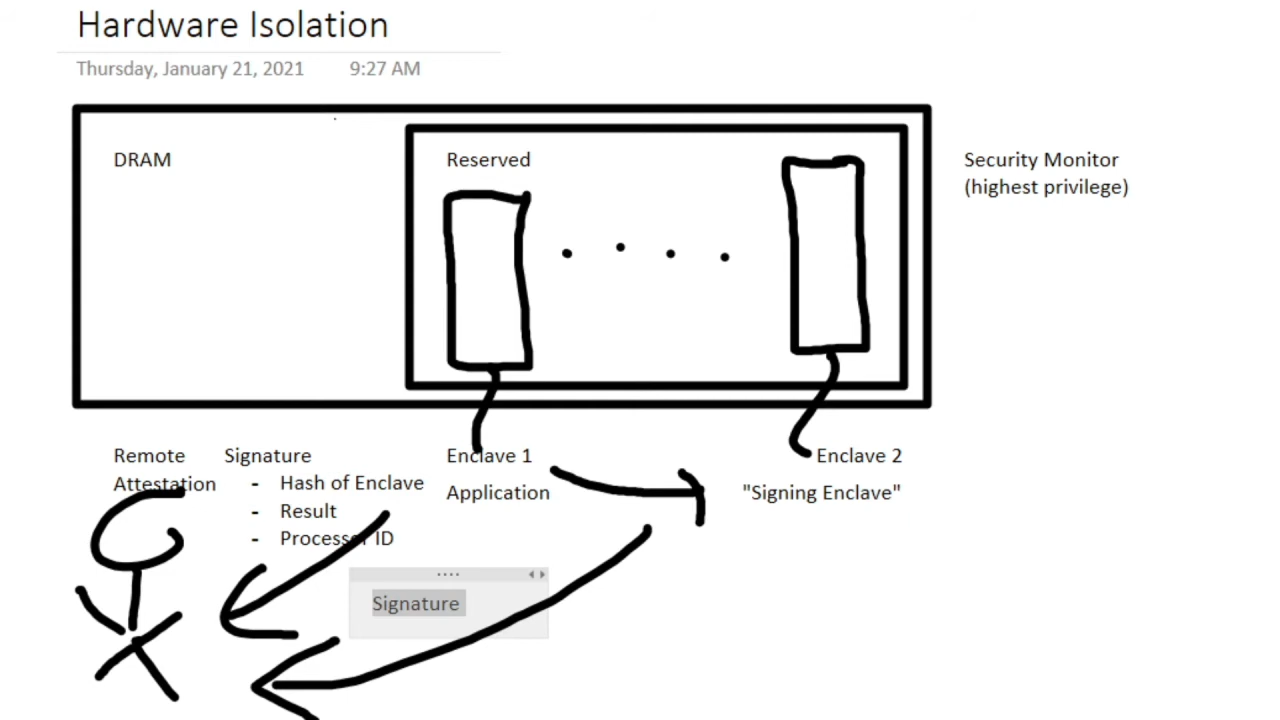 Hardware Isolation
Thursday, January 21, 2021 9:27 AM
DRAM
Reserved
Security Monitor
(highest privilege)
Remote
Attestation
Signature
- Hash of Enclave
- Result
- Processor ID
Enclave 1
Application
Enclave 2
"Signing Enclave"
Signature